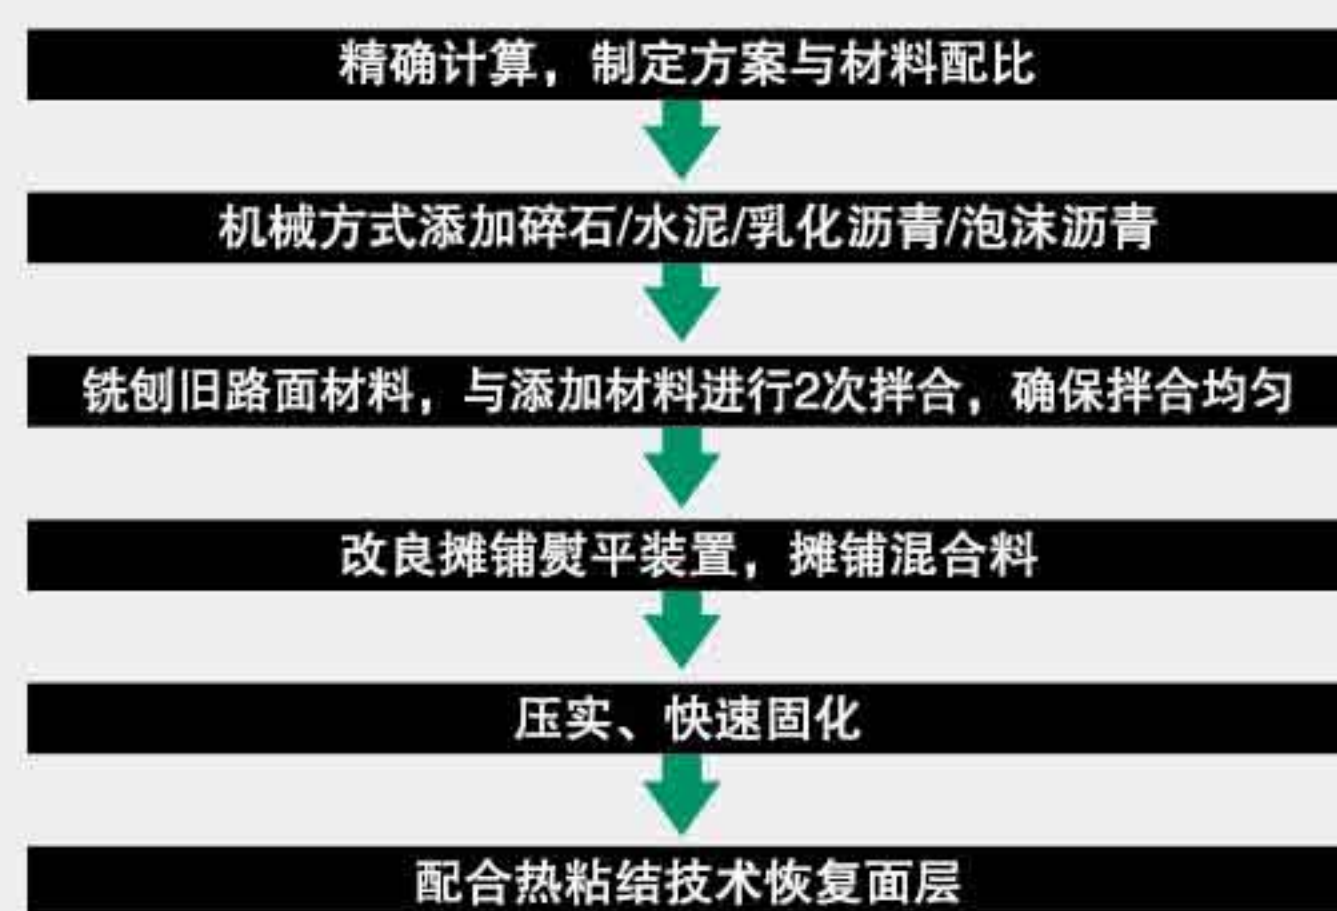 精确计算，制定方案与材料配比
机械方式添加碎石/水泥/乳化沥青/泡沫沥青
铣刨旧路面材料，与添加材料进行2次拌合，确保拌合均匀
改良摊铺熨平装置，摊铺混合料
压实、快速固化
配合热粘结技术恢复面层